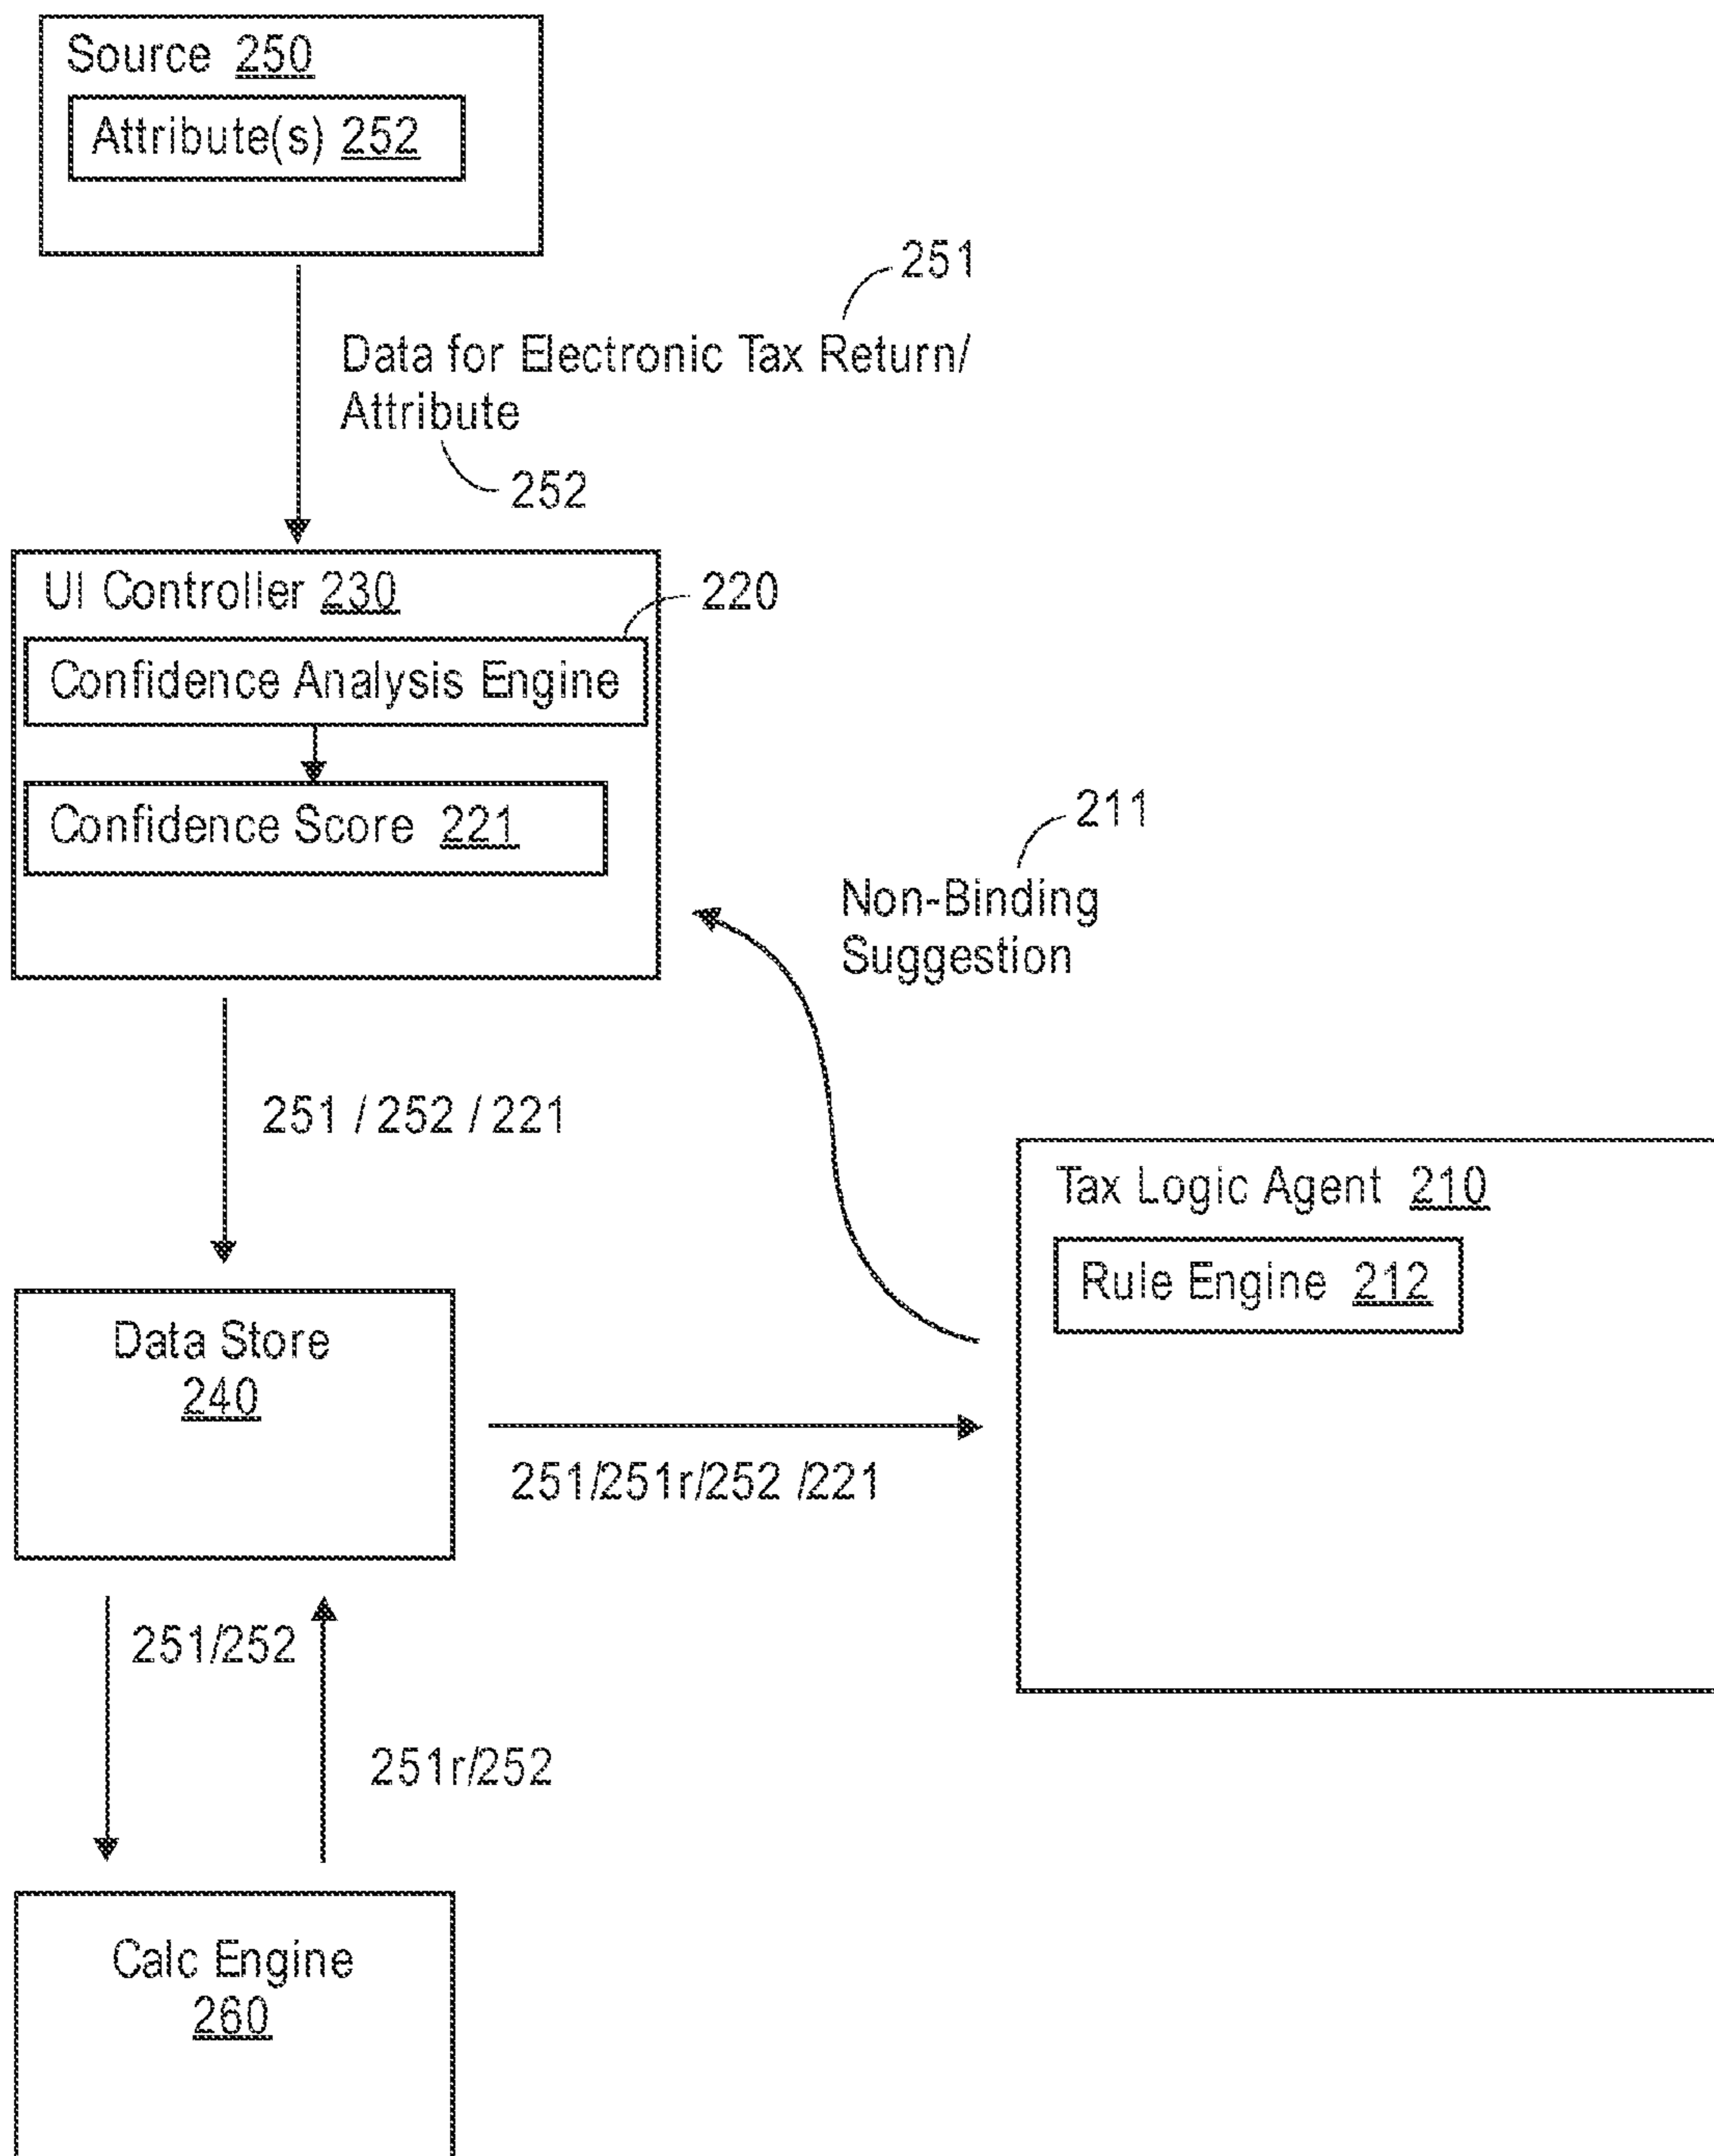 Source 250
Attribute(s) 252
251
Data for Electronic Tax Return/
Attribute
252
UI Controller 230
220
Confidence Analysis Engine
Confidence Score 221
211
Non-Binding
Suggestion
251 / 252 / 221
Tax Logic Agent 210
Rule Engine 212
Data Store
240
251/251r/252 /221
251/252
251r/252
Calc Engine
260